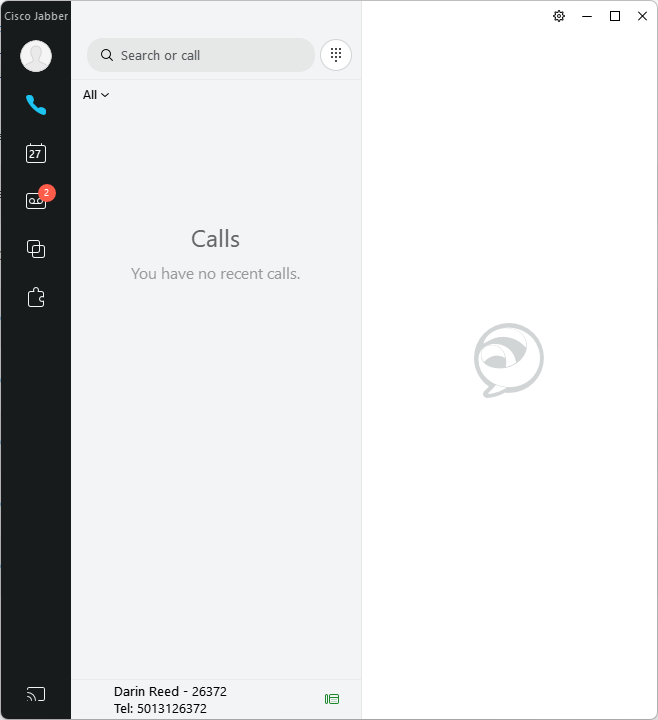 Cisco Jabber
Search or call
All
27
2
Calls
You have no recent calls.
Darin Reed - 26372
Tel: 5013126372